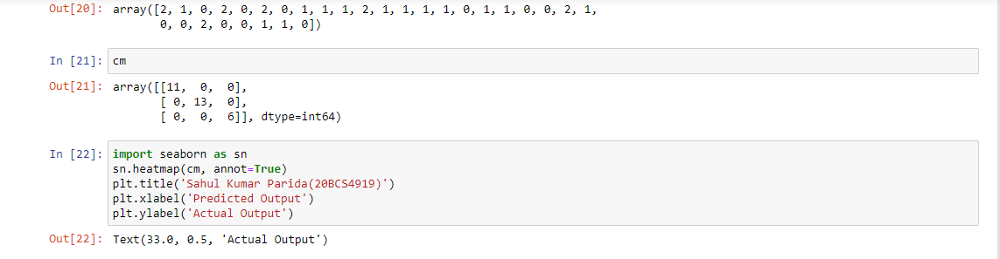 Out[20]: array([2, 1, 0, 2, 0, 2, 0, 1, 1, 1, 2, 1, 1, 1, 1, 0, 1, 1, 0, 0, 2, 1,
0, 0, 2, 0, 0, 1, 1, 0])
In [21]: cm
Out[21]: array([[11, 0, 0],
[ 0, 13, 0],
[ 0, 0, 6]], dtype=int64)
In [22]: import seaborn as sn
sn.heatmap(cm, annot=True)
plt.title('Sahul Kumar Parida(20BCS4919)')
plt.xlabel('Predicted Output')
plt.ylabel('Actual Output')
Out[22]: Text(33.0, 0.5, 'Actual Output')